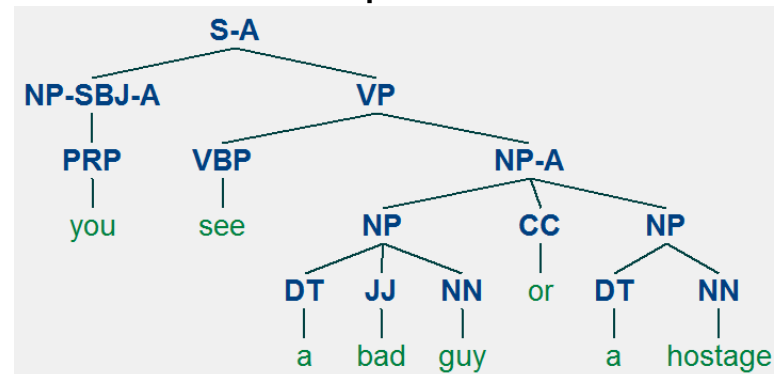 S-A
NP-SBJ-A VP
PRP VBP NP-A
you see NP CC NP
DT JJ NN or DT NN
a bad guy a hostage